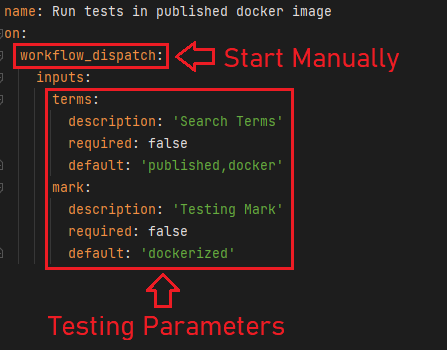 name: Run tests in published docker image
on:
workflow_dispatch: Start Manually
inputs:
terms:
description: 'Search Terms'
required: false
default: 'published,docker'
mark:
description: 'Testing Mark'
required: false
default: 'dockerized'
Testing Parameters